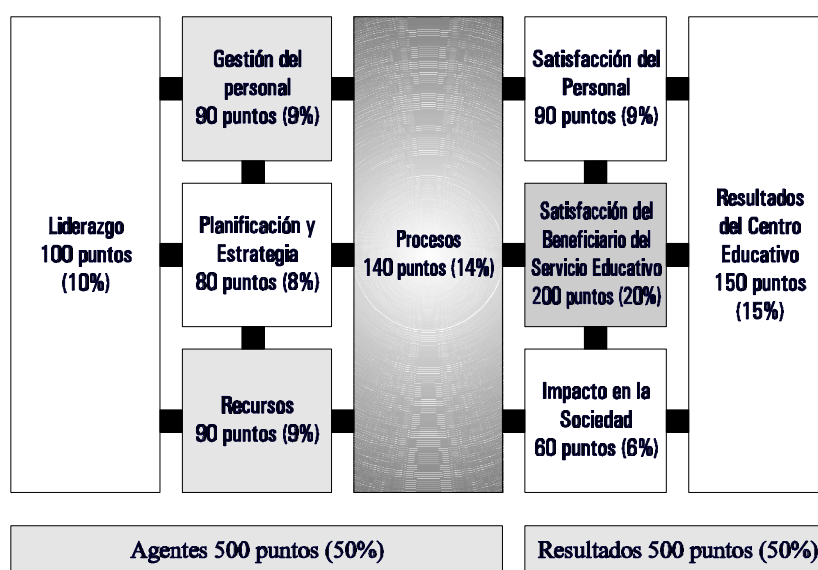 Liderazgo
100 puntos
(10%)
Gestión del
personal
90 puntos (9%)
Planificación y
Estrategia
80 puntos (8%)
Recursos
90 puntos (9%)
Procesos
140 puntos (14%)
Satisfacción del
Personal
90 puntos (9%)
Satisfacción del
Beneficiario del
Servicio Educativo
200 puntos (20%)
Impacto en la
Sociedad
60 puntos (6%)
Resultados
del Centro
Educativo
150 puntos
(15%)
Agentes 500 puntos (50%)
Resultados 500 puntos (50%)